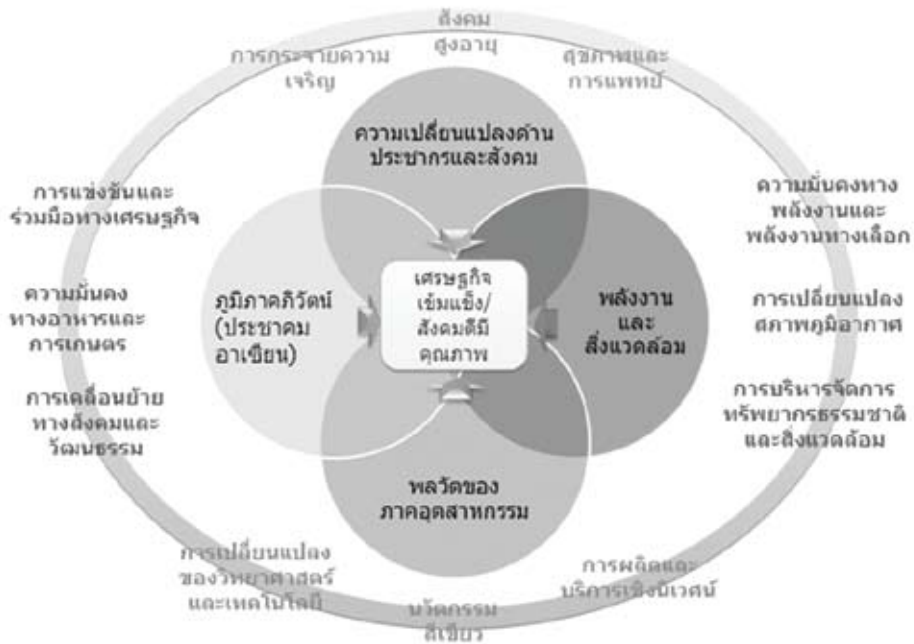 สังคม
สูงอายุ
การกระจายความ
เจริญ
สุขภาพและ
การแพทย์
ความเปลี่ยนแปลงด้าน
ประชากรและสังคม
การแข่งขันและ
ร่วมมือทางเศรษฐกิจ
ความมั่นคงทาง
พลังงานและ
พลังงานทางเลือก
ความมั่นคง
ทางอาหารและ
การเกษตร
ภูมิภาคภิวัตน์
(ประชาคม
อาเซียน)
เศรษฐกิจ
เข้มแข็ง/
สังคมดีมี
คุณภาพ
พลังงาน
และ
สิ่งแวดล้อม
การเปลี่ยนแปลง
สภาพภูมิอากาศ
การเคลื่อนย้าย
ทางสังคมและ
วัฒนธรรม
การบริหารจัดการ
ทรัพยากรธรรมชาติ
และสิ่งแวดล้อม
พลวัตของ
ภาคอุตสาหกรรม
การเปลี่ยนแปลง
ของวิทยาศาสตร์
และเทคโนโลยี
นวัตกรรม
สีเขียว
การผลิตและ
บริการเชิงนิเวศน์